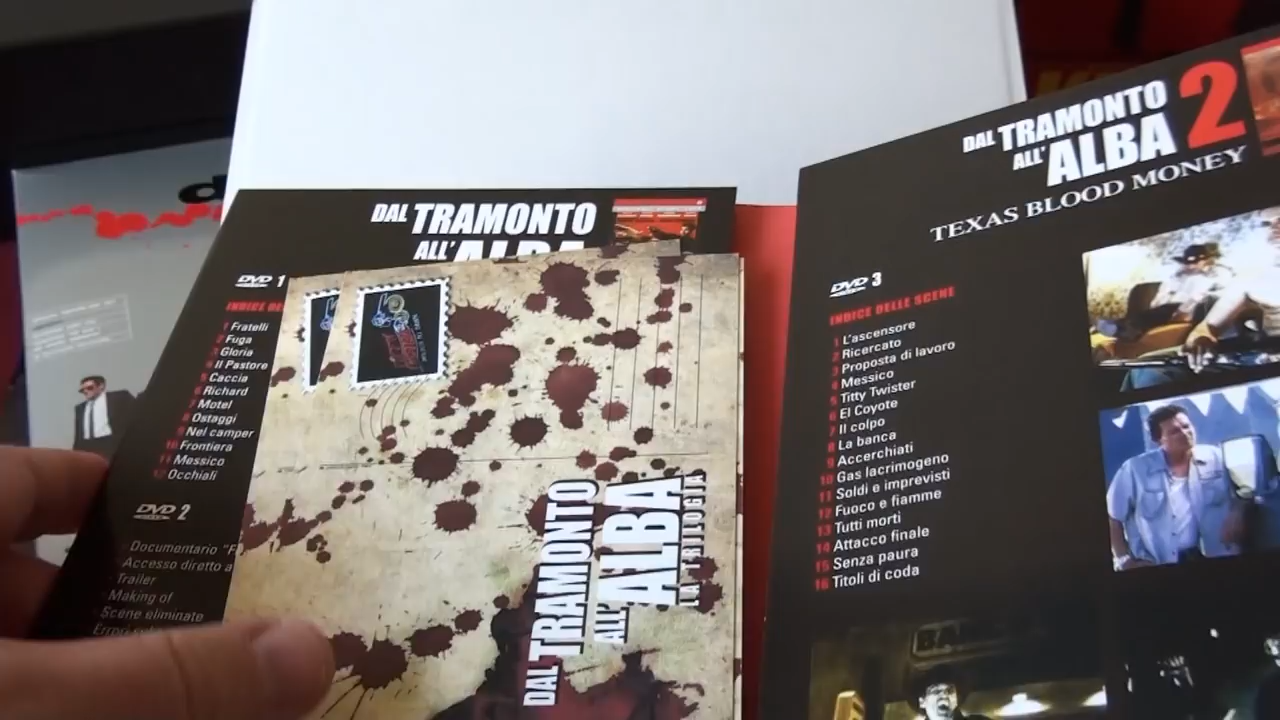 DAL TRAMONTO
ALL' ALBA
DVD 1
INDICE DE
1 Fratelli
2 Fuga
3 Gloria
4 Il Pastore
5 Caccia
6 Richard
7 Motel
8 Ostaggi
9 Nel camper
10 Frontiera
11 Messico
12 Occhiali
DVD 2
Documentario "F
Accesso diretto a
Trailer
Making of
Scene eliminate
DAL TRAMONTO
ALL' ALBA
LA TRILOGIA
DAL TRAMONTO
ALL' ALBA 2
TEXAS BLOOD MONEY
DVD 3
INDICE DELLE SCENE
1 L'ascensore
2 Ricercato
3 Proposta di lavoro
4 Messico
5 Titty Twister
6 El Coyote
7 Il colpo
8 La banca
9 Accerchiati
10 Gas lacrimogeno
11 Soldi e imprevisti
12 Fuoco e fiamme
13 Tutti morti
14 Attacco finale
15 Senza paura
16 Titoli di coda